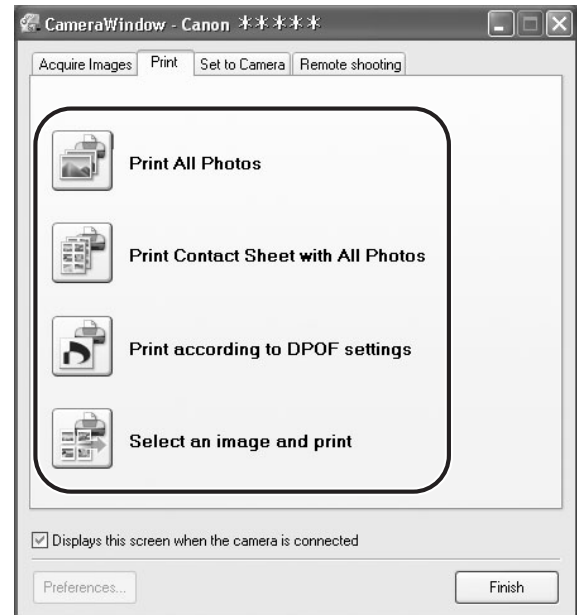 CameraWindow - Canon *****
Acquire Images Print Set to Camera Remote shooting
Print All Photos
Print Contact Sheet with All Photos
Print according to DPOF settings
Select an image and print
Displays this screen when the camera is connected
Preferences... Finish